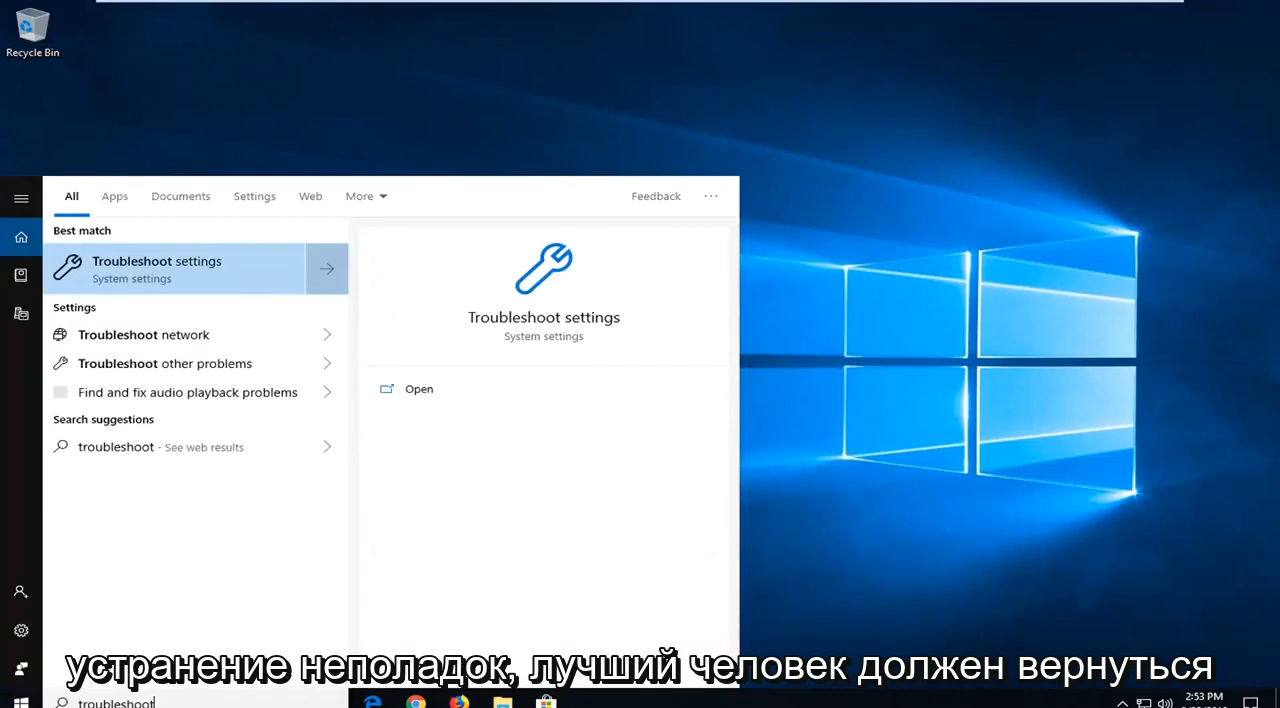 Recycle Bin
All Apps Documents Settings Web More Feedback ...
Best match
Troubleshoot settings
System settings
Settings
Troubleshoot network
Troubleshoot other problems
Find and fix audio playback problems
Search suggestions
troubleshoot - See web results
Troubleshoot settings
System settings
Open
устранение неполадок, лучший человек должен вернуться
troubleshoot
2:53 PM